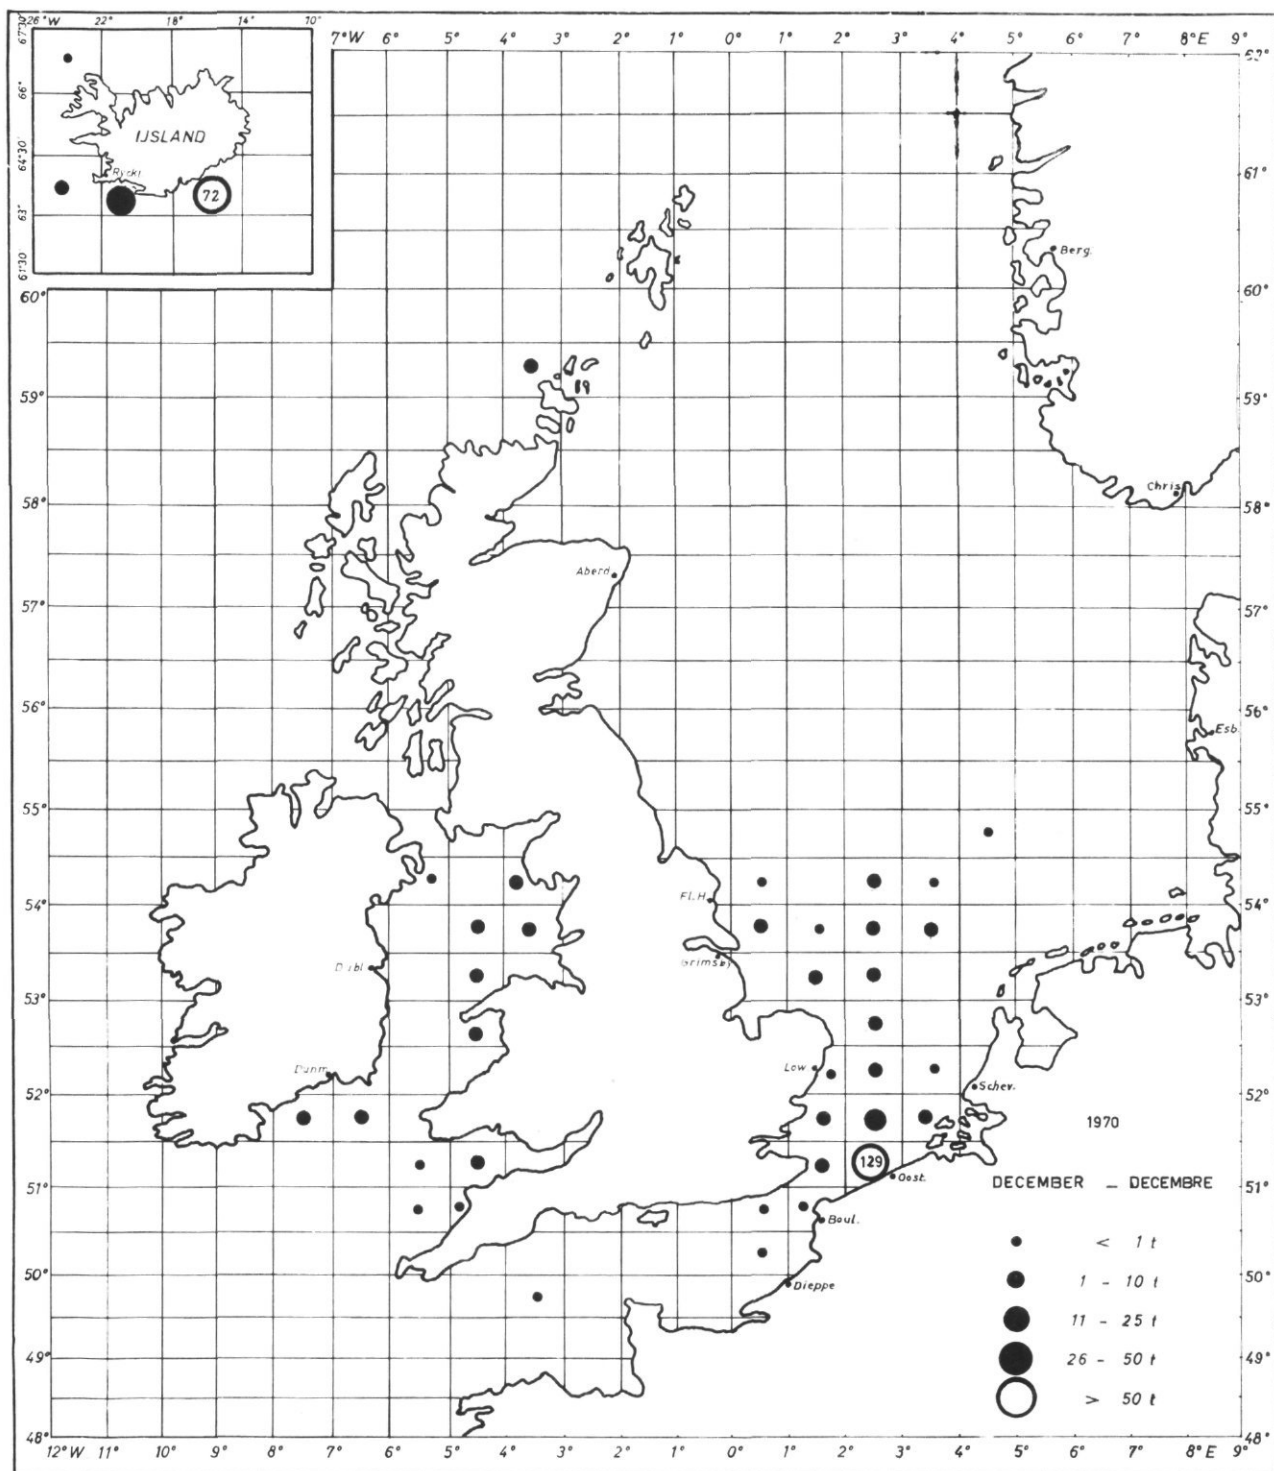 26°W 22° 18° 14° 10°
67°30
66°
64°30
63°
61°30
IJSLAND
Ryckj.
72
7°W 6° 5° 4° 3° 2° 1° 0° 1° 2° 3° 4° 5° 6° 7° 8°E 9°
62°
61°
61°
60° 60°
59° 59°
58° 58°
57° 57°
56° 56°
55° 55°
54° 54°
53° 53°
52° 52°
51° 51°
50° 50°
49° 49°
48° 48°
Berg.
Chris
Aberd.
Esb.
Fl.H.
Dubl.
Grimsby
Low.
Dunm.
Schev.
129
Oost.
Boul.
Dieppe
1970
DECEMBER – DECEMBRE
< 1 t
1 – 10 t
11 – 25 t
26 – 50 t
> 50 t
12°W 11° 10° 9° 8° 7° 6° 5° 4° 3° 2° 1° 0° 1° 2° 3° 4° 5° 6° 7° 8°E 9°